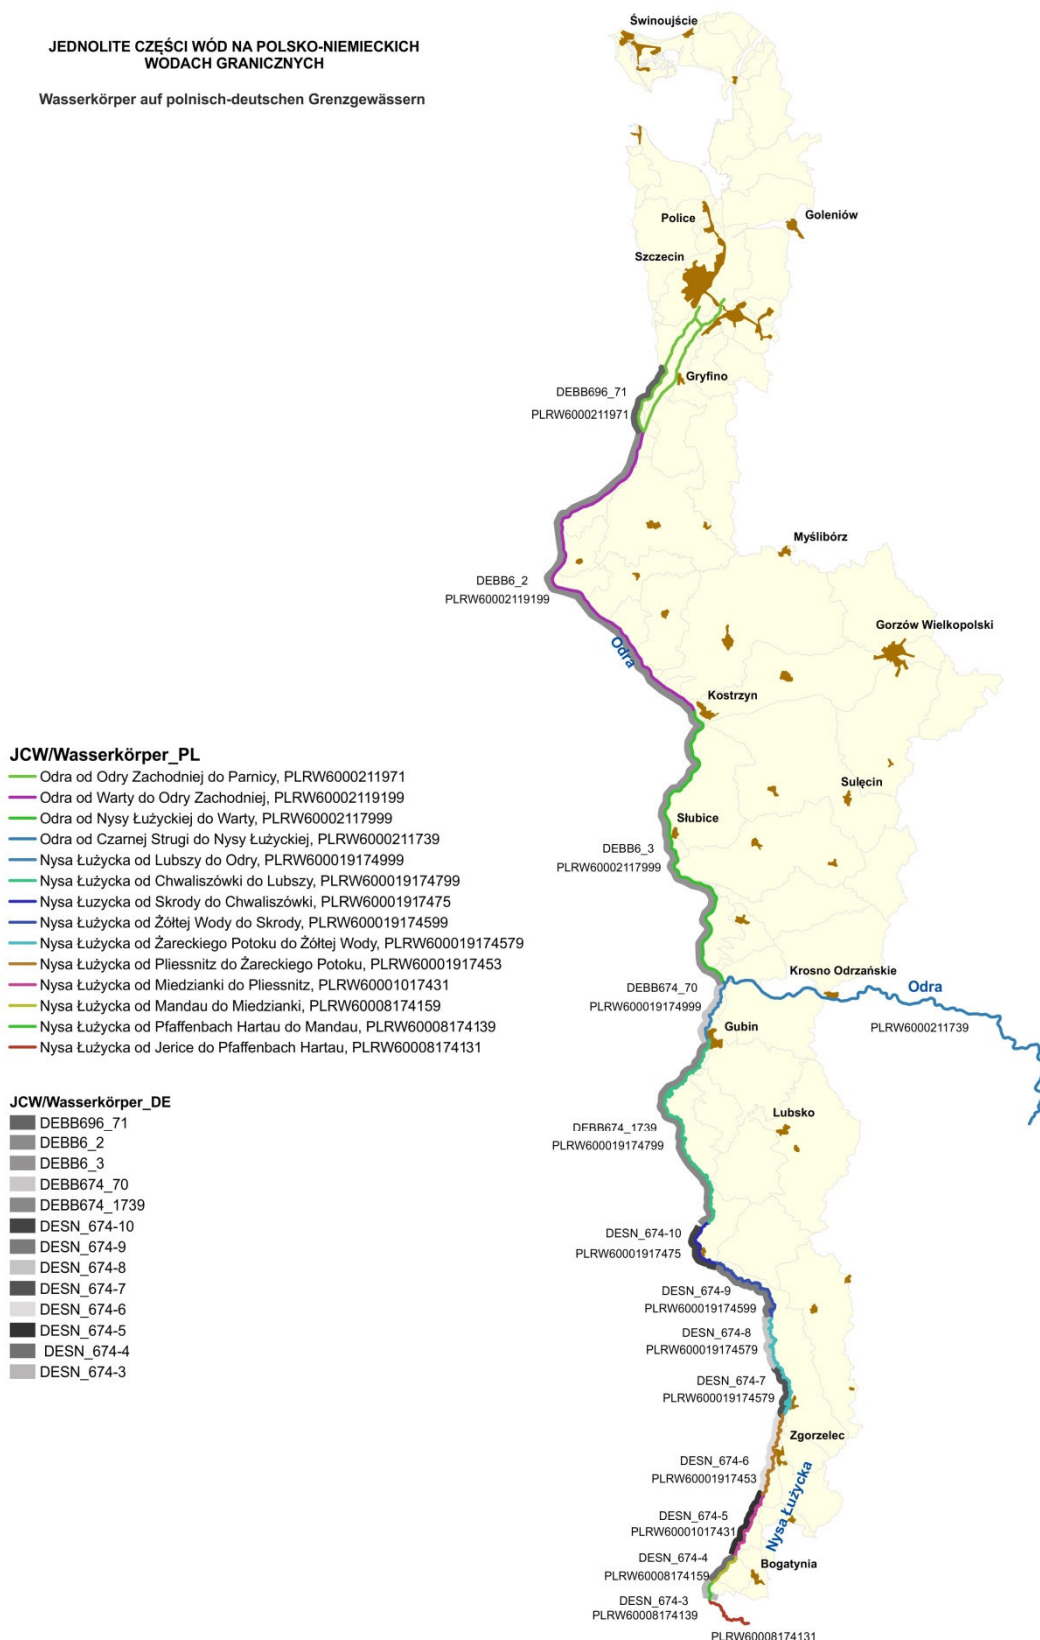 JEDNOLITE CZĘŚCI WÓD NA POLSKO-NIEMIECKICH
WODACH GRANICZNYCH
Wasserkörper auf polnisch-deutschen Grenzgewässern
Świnoujście
Police
Goleniów
Szczecin
Gryfino
DEBB696_71
PLRW6000211971
Myślibórz
DEBB6_2
PLRW60002119199
Gorzów Wielkopolski
Odra
Kostrzyn
Sulęcin
Słubice
DEBB6_3
PLRW60002117999
Krosno Odrzańskie
DEBB674_70
PLRW600019174999
Odra
PLRW6000211739
Gubin
Lubsko
DEBB674_1739
PLRW600019174799
DESN_674-10
PLRW60001917475
DESN_674-9
PLRW600019174599
DESN_674-8
PLRW600019174579
DESN_674-7
PLRW600019174579
Zgorzelec
DESN_674-6
PLRW60001917453
Nysa Łużycka
DESN_674-5
PLRW60001017431
DESN_674-4
PLRW60008174159
Bogatynia
DESN_674-3
PLRW60008174139
PLRW60008174131
JCW/Wasserkörper_PL
Odra od Odry Zachodniej do Parnicy, PLRW6000211971
Odra od Warty do Odry Zachodniej, PLRW60002119199
Odra od Nysy Łużyckiej do Warty, PLRW60002117999
Odra od Czarnej Strugi do Nysy Łużyckiej, PLRW6000211739
Nysa Łużycka od Lubszy do Odry, PLRW600019174999
Nysa Łużycka od Chwaliszówki do Lubszy, PLRW600019174799
Nysa Łuzycka od Skrody do Chwaliszówki, PLRW60001917475
Nysa Łużycka od Żółtej Wody do Skrody, PLRW600019174599
Nysa Łużycka od Żareckiego Potoku do Żółtej Wody, PLRW600019174579
Nysa Łużycka od Pliessnitz do Żareckiego Potoku, PLRW60001917453
Nysa Łużycka od Miedzianki do Pliessnitz, PLRW60001017431
Nysa Łużycka od Mandau do Miedzianki, PLRW60008174159
Nysa Łużycka od Pfaffenbach Hartau do Mandau, PLRW60008174139
Nysa Łużycka od Jerice do Pfaffenbach Hartau, PLRW60008174131
JCW/Wasserkörper_DE
DEBB696_71
DEBB6_2
DEBB6_3
DEBB674_70
DEBB674_1739
DESN_674-10
DESN_674-9
DESN_674-8
DESN_674-7
DESN_674-6
DESN_674-5
DESN_674-4
DESN_674-3